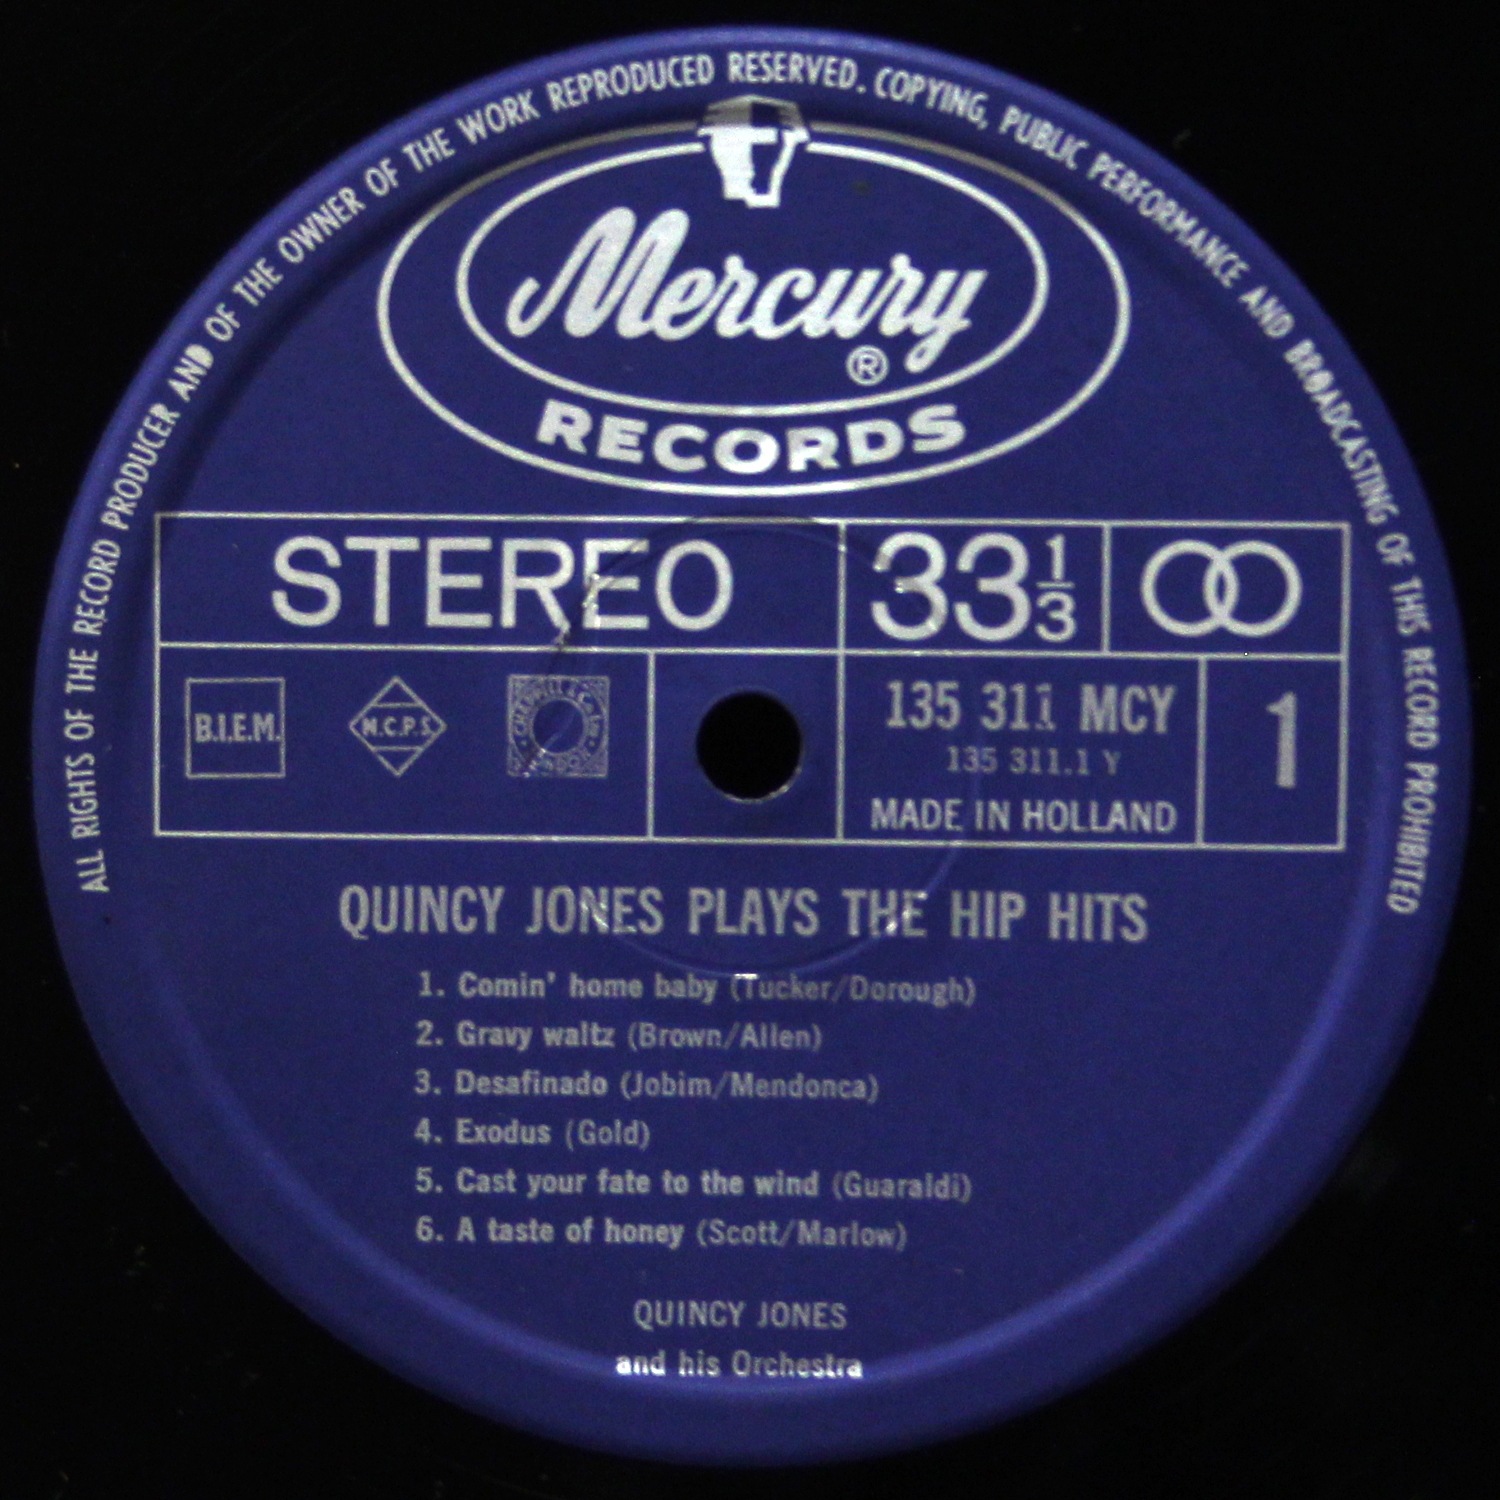 ALL RIGHTS OF THE RECORD PRODUCER AND OF THE OWNER OF THE WORK REPRODUCED RESERVED. COPYING, PUBLIC PERFORMANCE AND BROADCASTING OF THIS RECORD PROHIBITED
Mercury
®
RECORDS
STEREO 33 1/3
B.I.E.M. M.C.P.S. 135 311 MCY 1
135 311.1 Y
MADE IN HOLLAND
QUINCY JONES PLAYS THE HIP HITS
1. Comin' home baby (Tucker/Dorough)
2. Gravy waltz (Brown/Allen)
3. Desafinado (Jobim/Mendonca)
4. Exodus (Gold)
5. Cast your fate to the wind (Guaraldi)
6. A taste of honey (Scott/Marlow)
QUINCY JONES
and his Orchestra